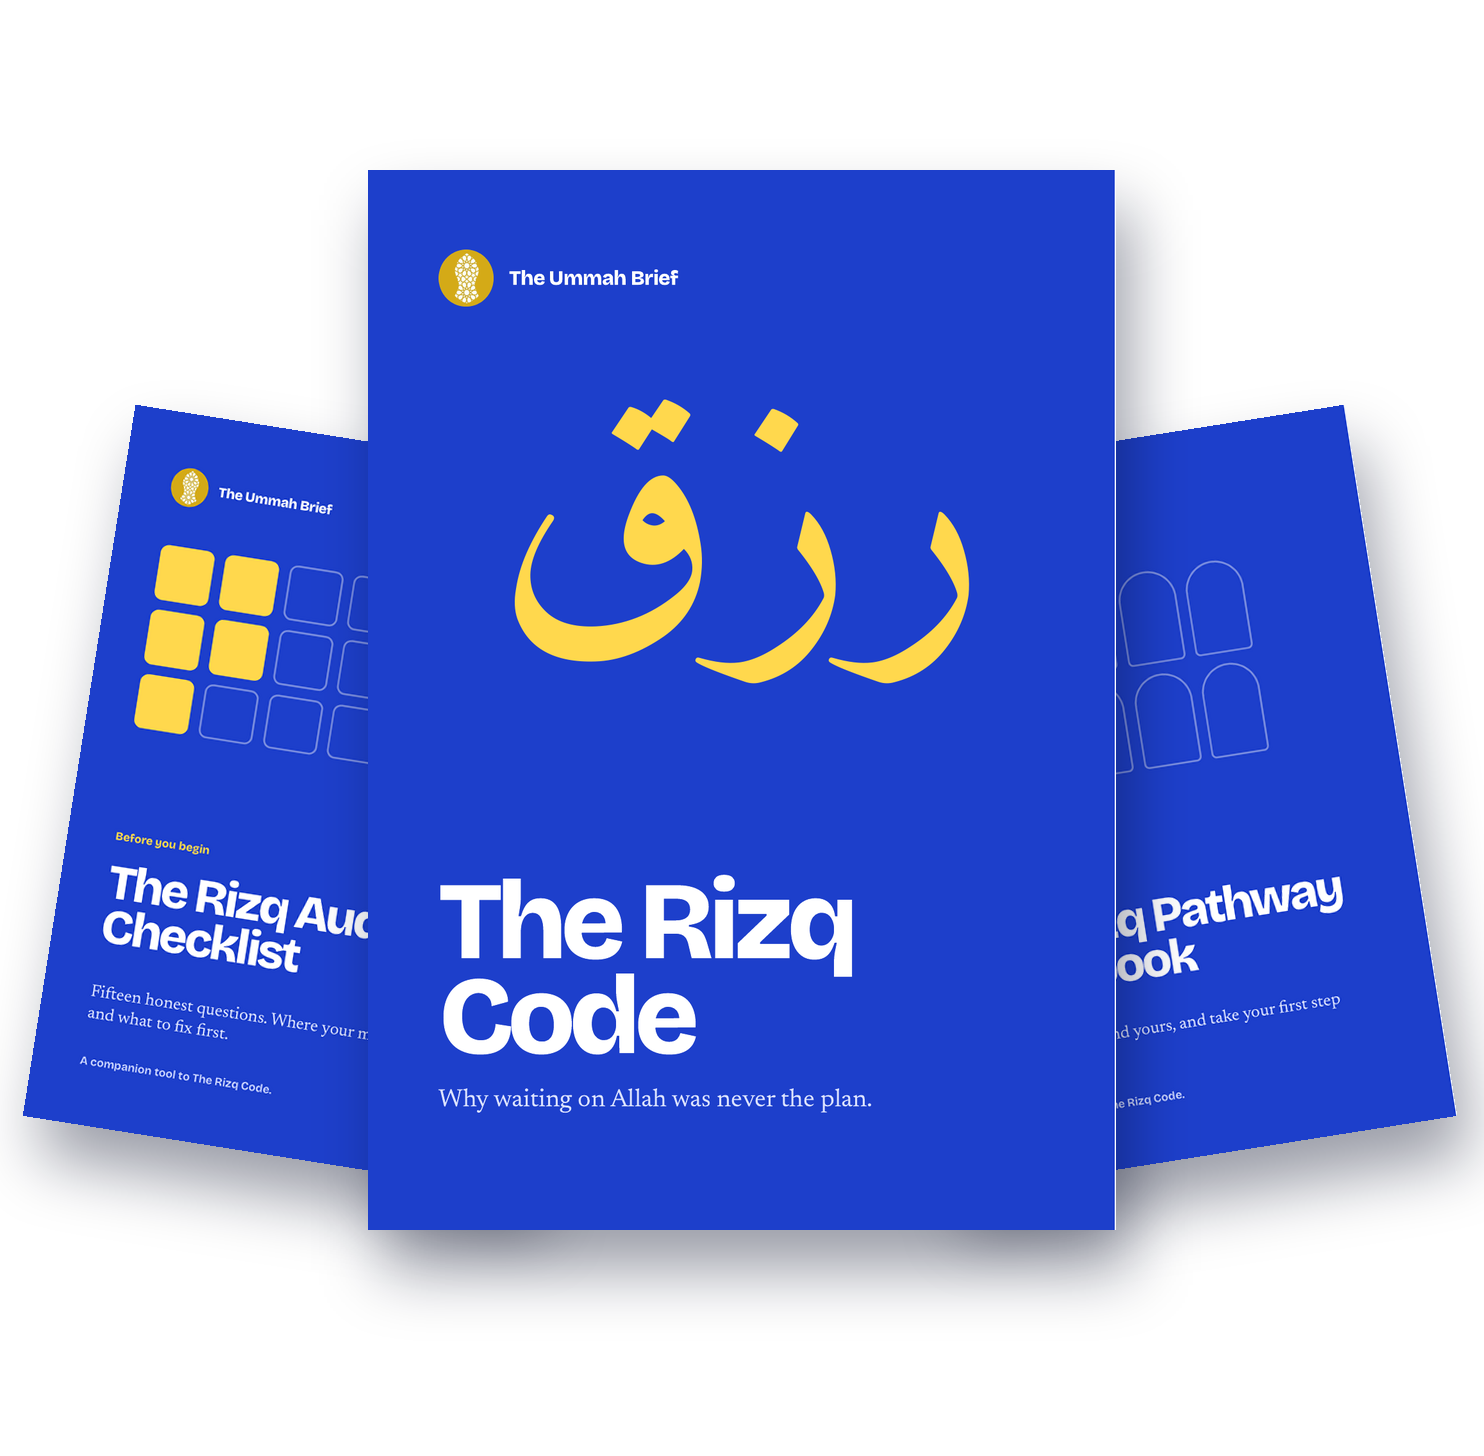 The Ummah Brief
رزق
The Rizq
Code
Why waiting on Allah was never the plan.
The Ummah Brief
Before you begin
The Rizq
Checklist
Fifteen honest questions. Where your
and what to fix first.
A companion tool to The Rizq Code.
Pathway
yours, and take your first step
Rizq Code.